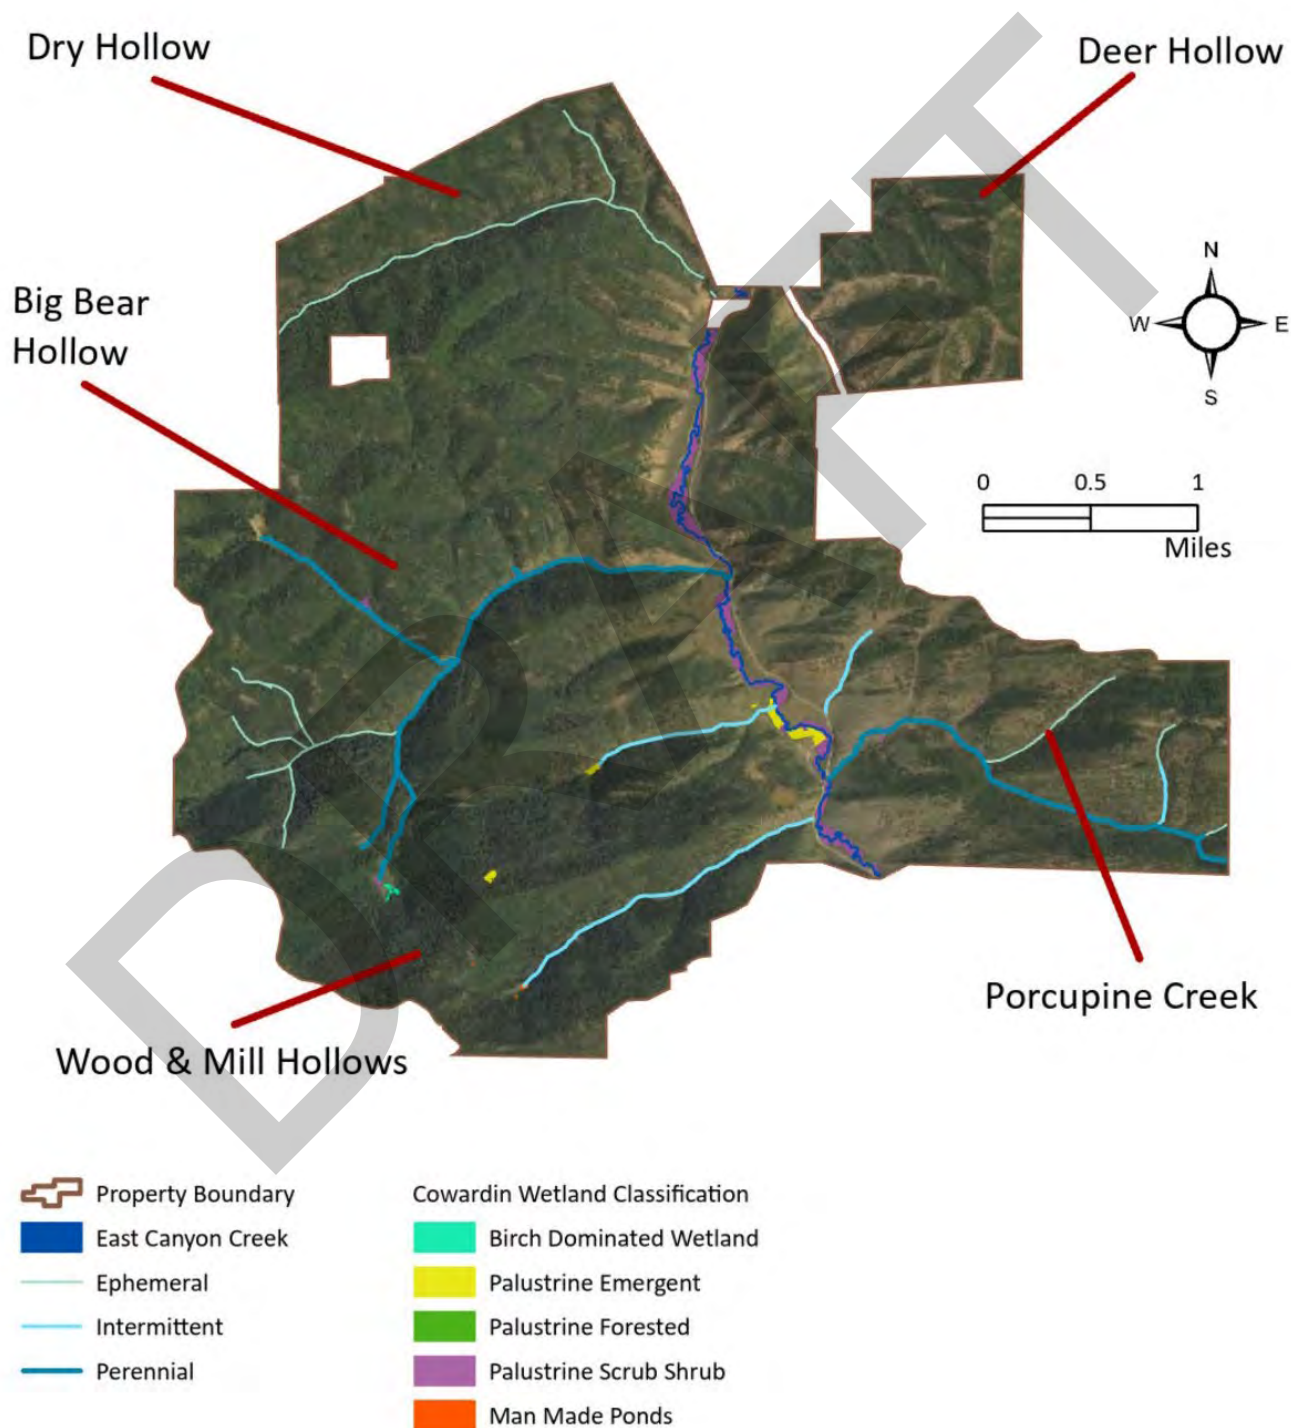 Dry Hollow
Deer Hollow
Big Bear
Hollow
N
W
E
S
0
0.5
1
Miles
Porcupine Creek
Wood & Mill Hollows
DRAFT
Property Boundary
East Canyon Creek
Ephemeral
Intermittent
Perennial
Cowardin Wetland Classification
Birch Dominated Wetland
Palustrine Emergent
Palustrine Forested
Palustrine Scrub Shrub
Man Made Ponds